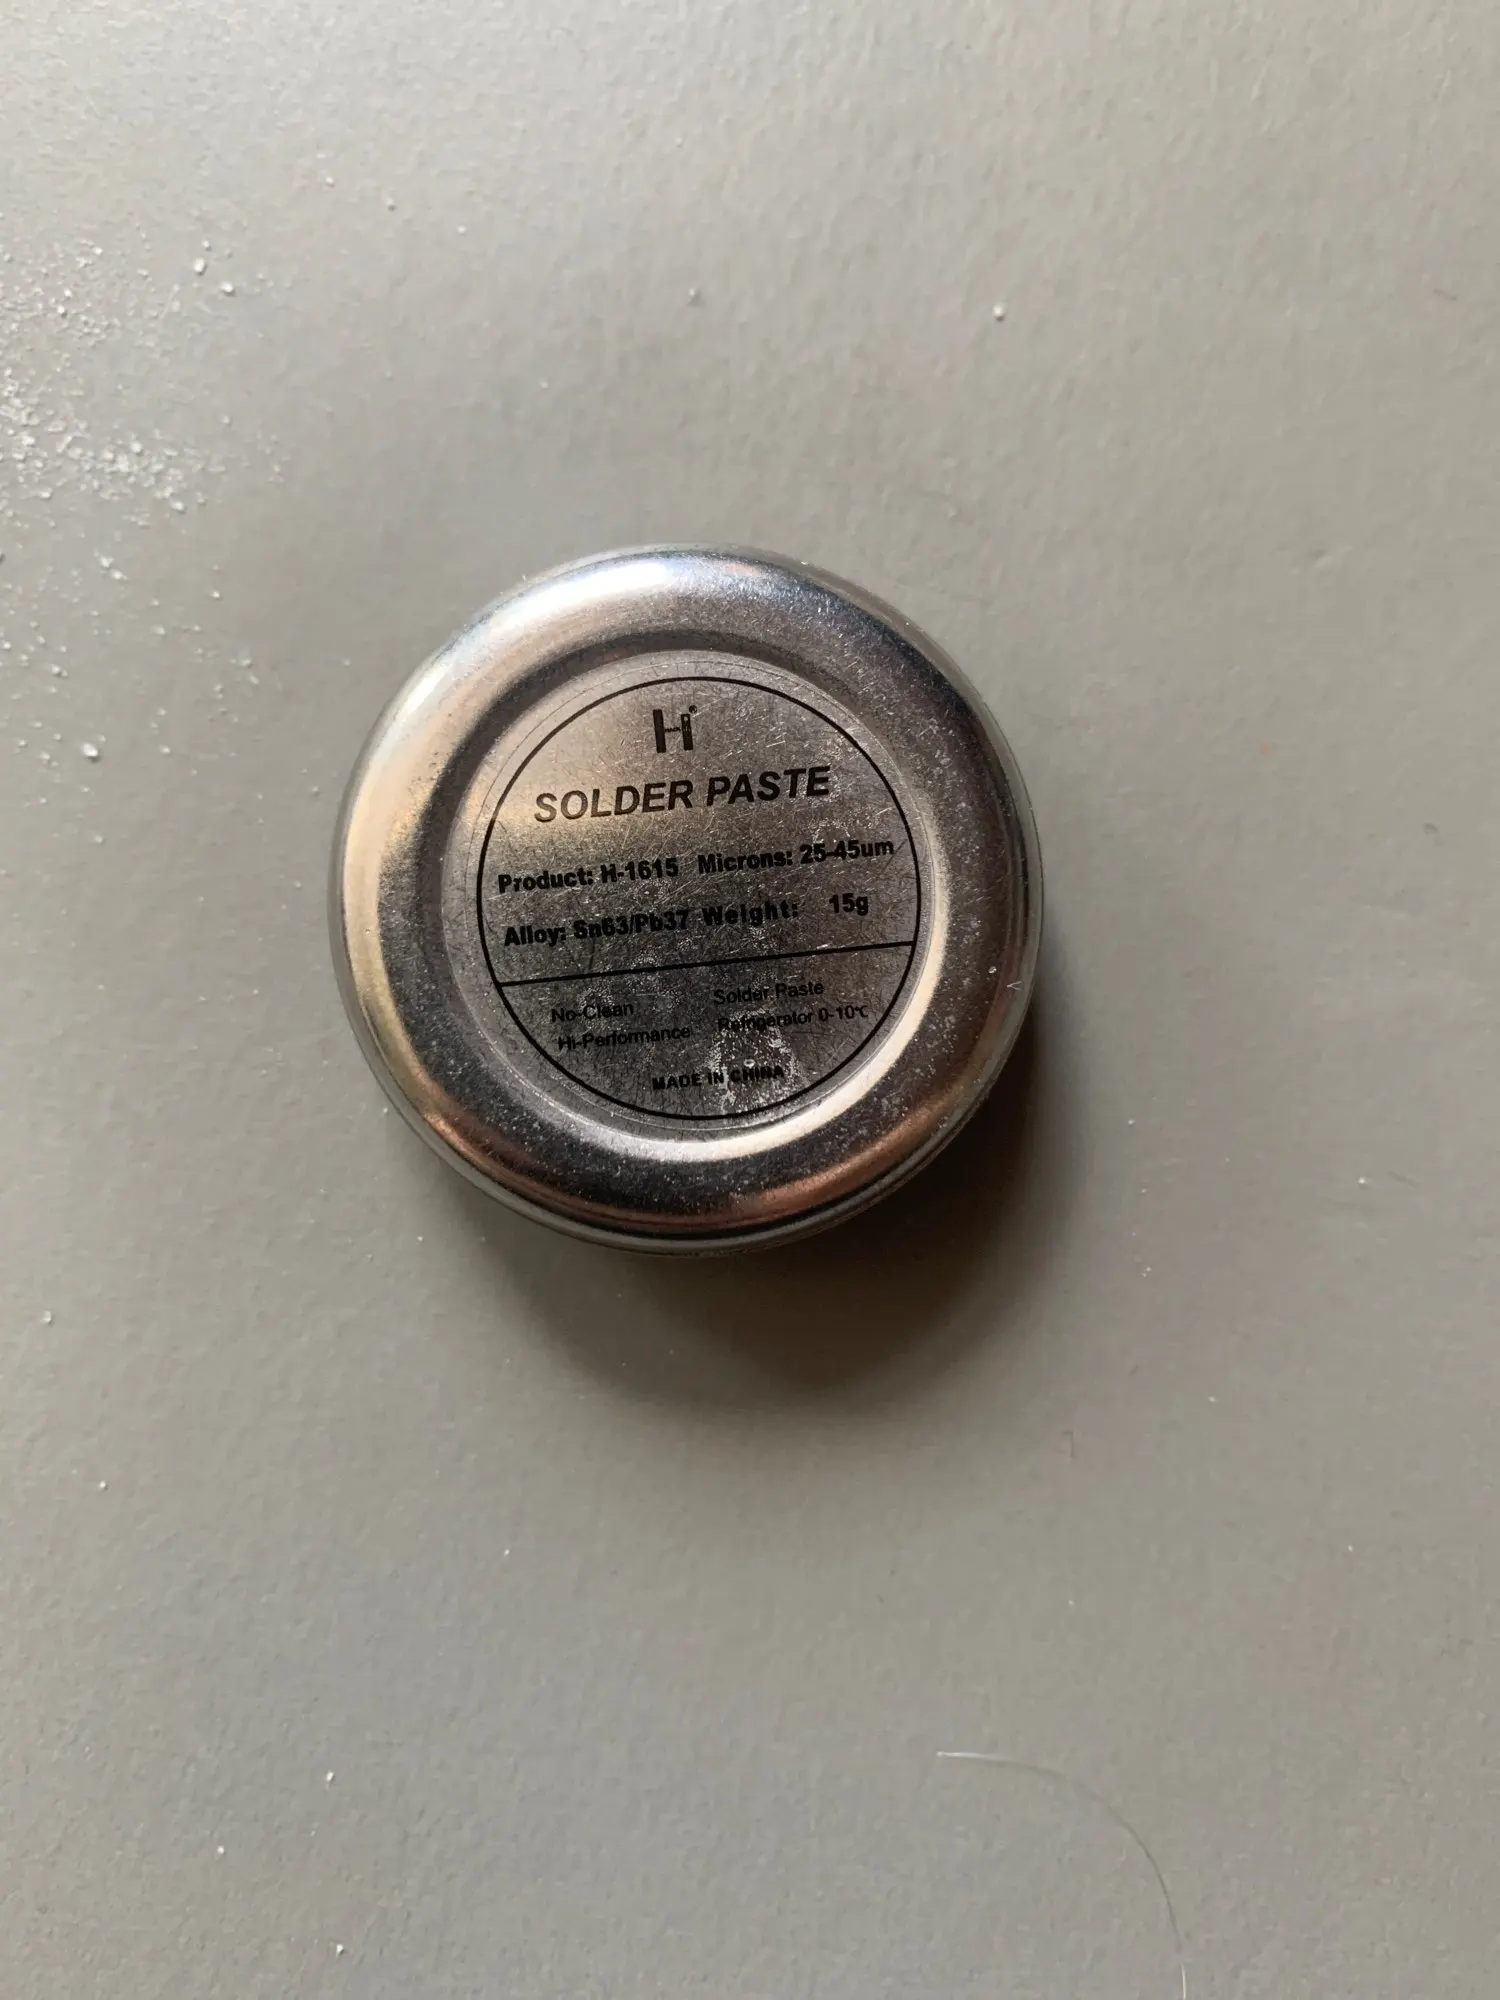 H®
SOLDER PASTE
Product: H-1615 Microns: 25-45um
Alloy: Sn63/Pb37 Weight: 15g
No-Clean Solder Paste
Hi-Performance Refrigerator 0-10℃
MADE IN CHINA